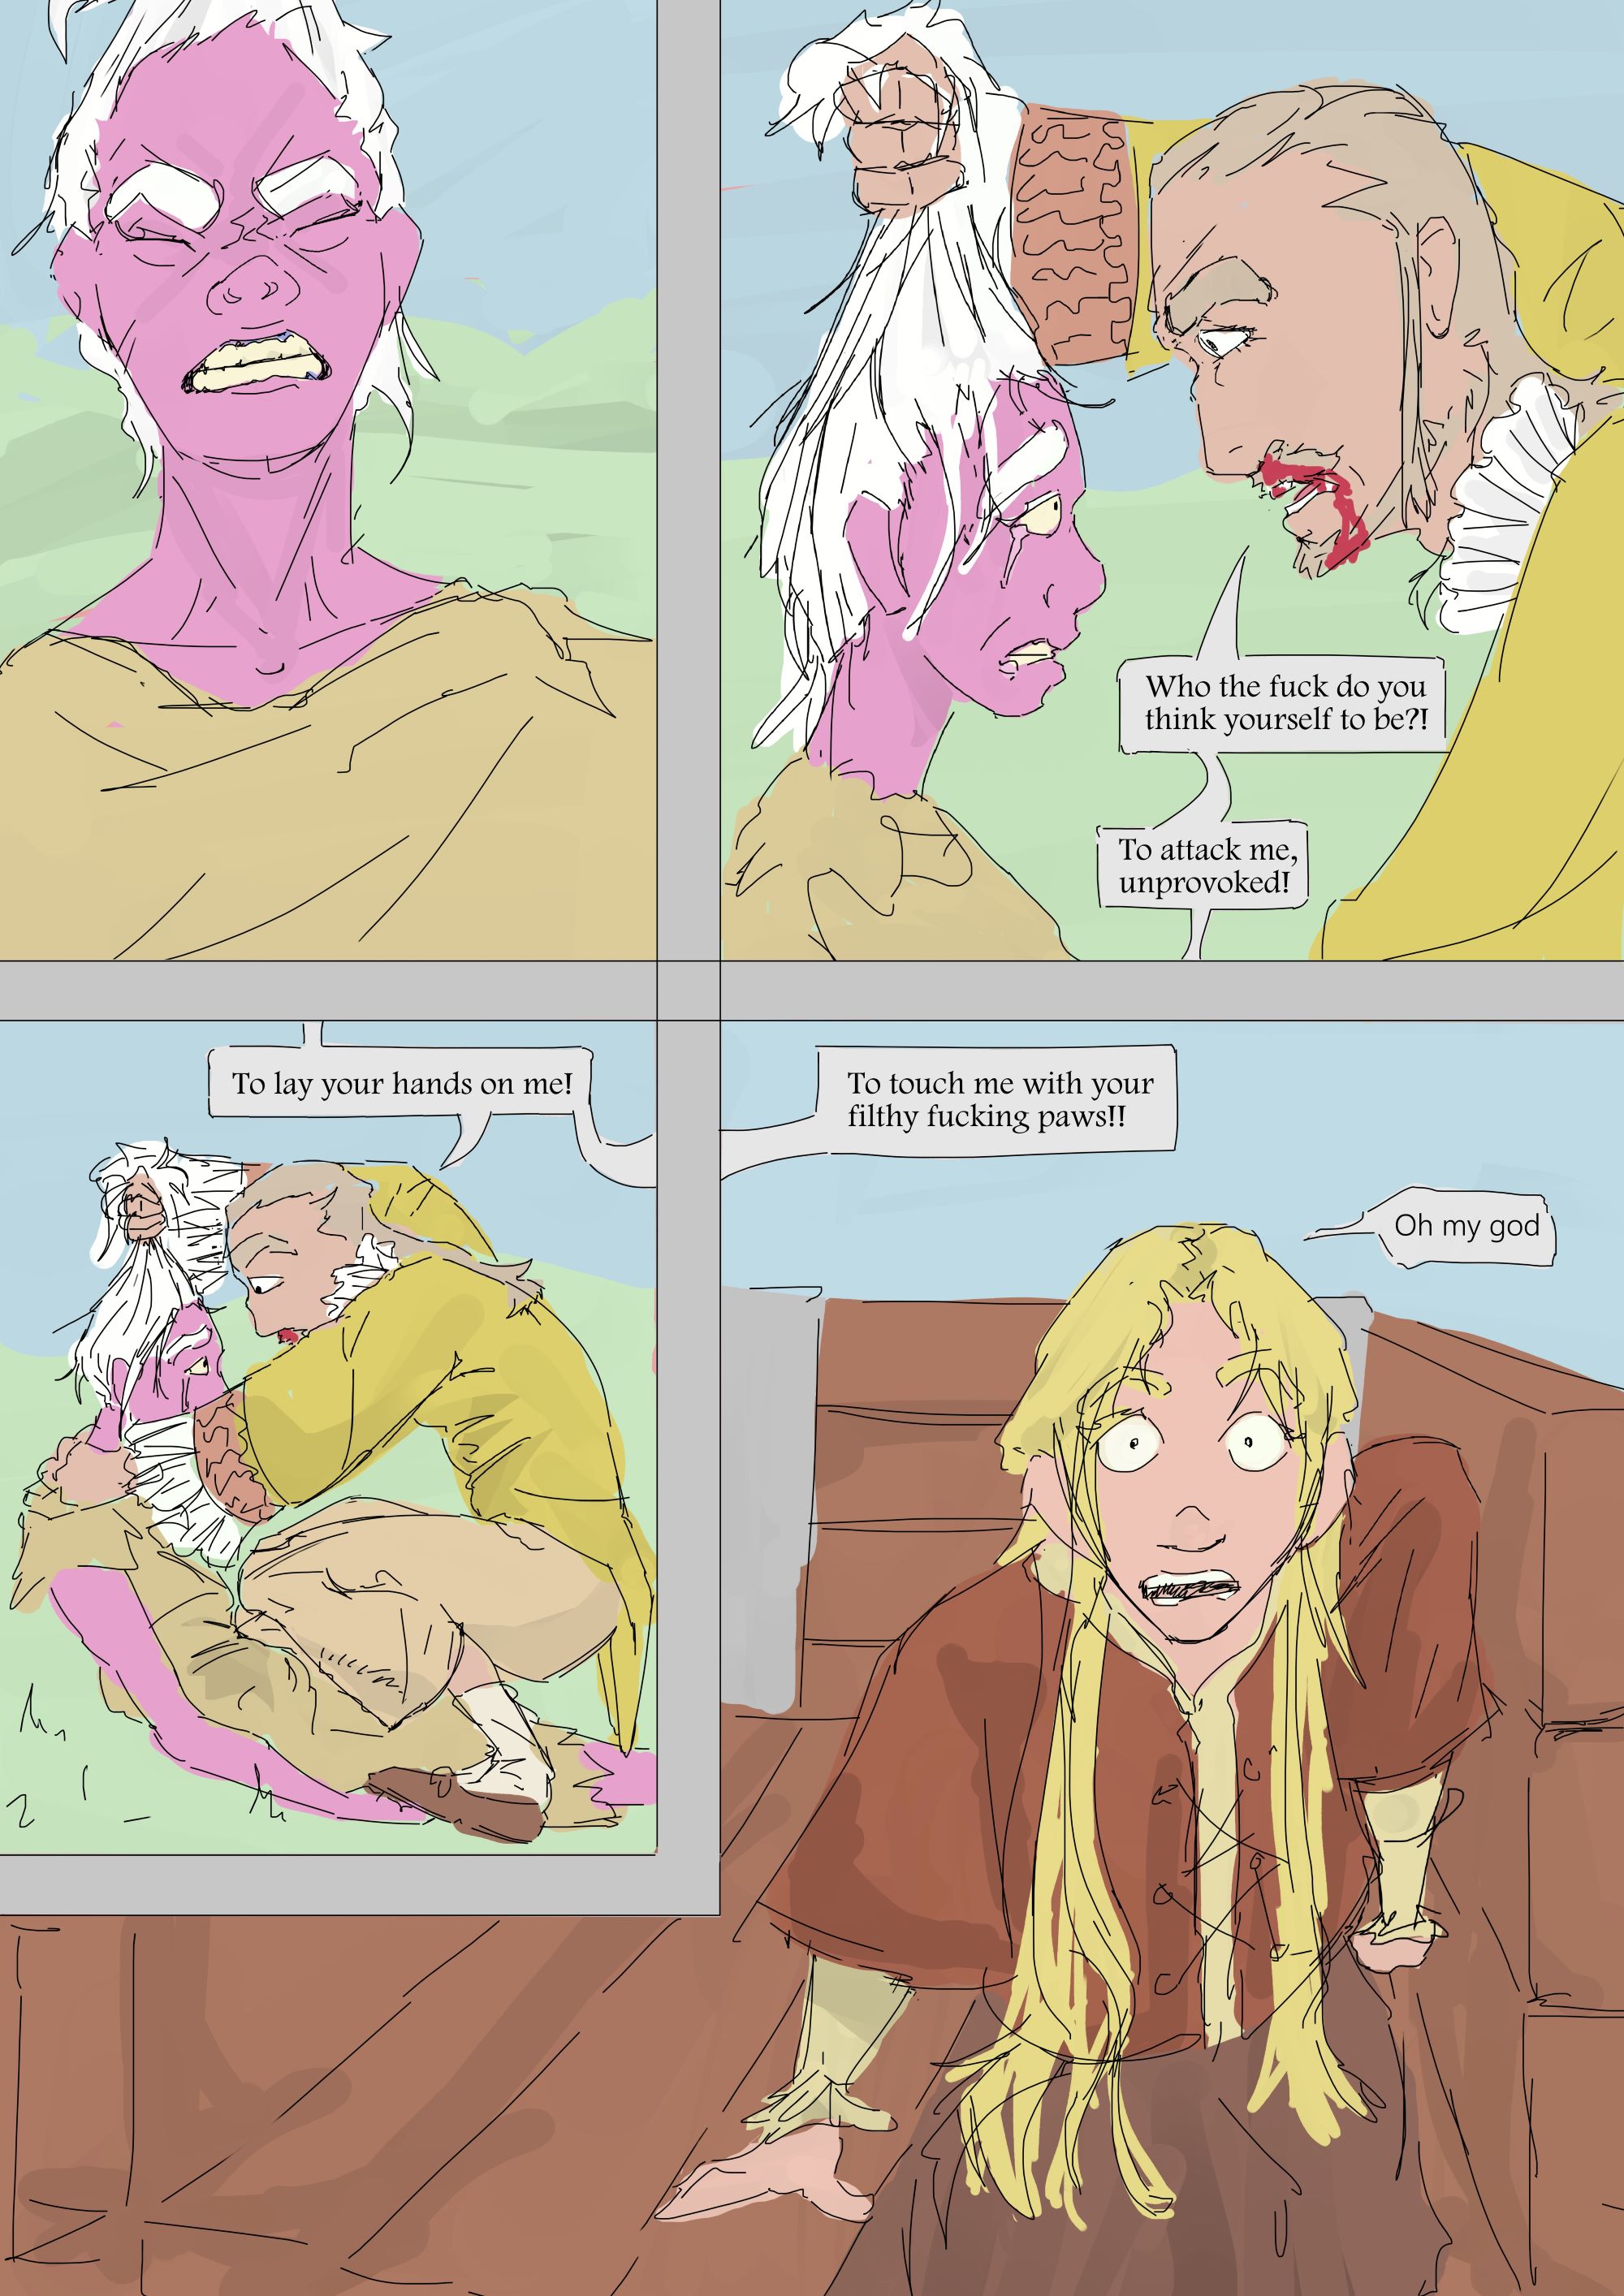 Who the fuck do you
think yourself to be?!
To attack me,
unprovoked!
To lay your hands on me!
To touch me with your
filthy fucking paws!!
Oh my god